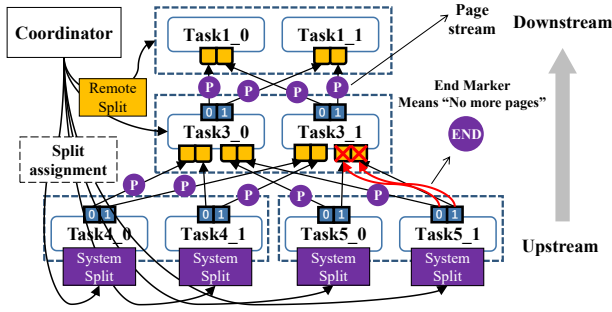 Coordinator
Task1_0
Task1_1
Page
stream
Downstream
Remote
Split
P
P
P
P
End Marker
Means “No more pages”
0 1
0 1
Task3_0
Task3_1
END
Split
assignment
P
P
P
P
0 1
0 1
0 1
0 1
Task4_0
Task4_1
Task5_0
Task5_1
Upstream
System
Split
System
Split
System
Split
System
Split